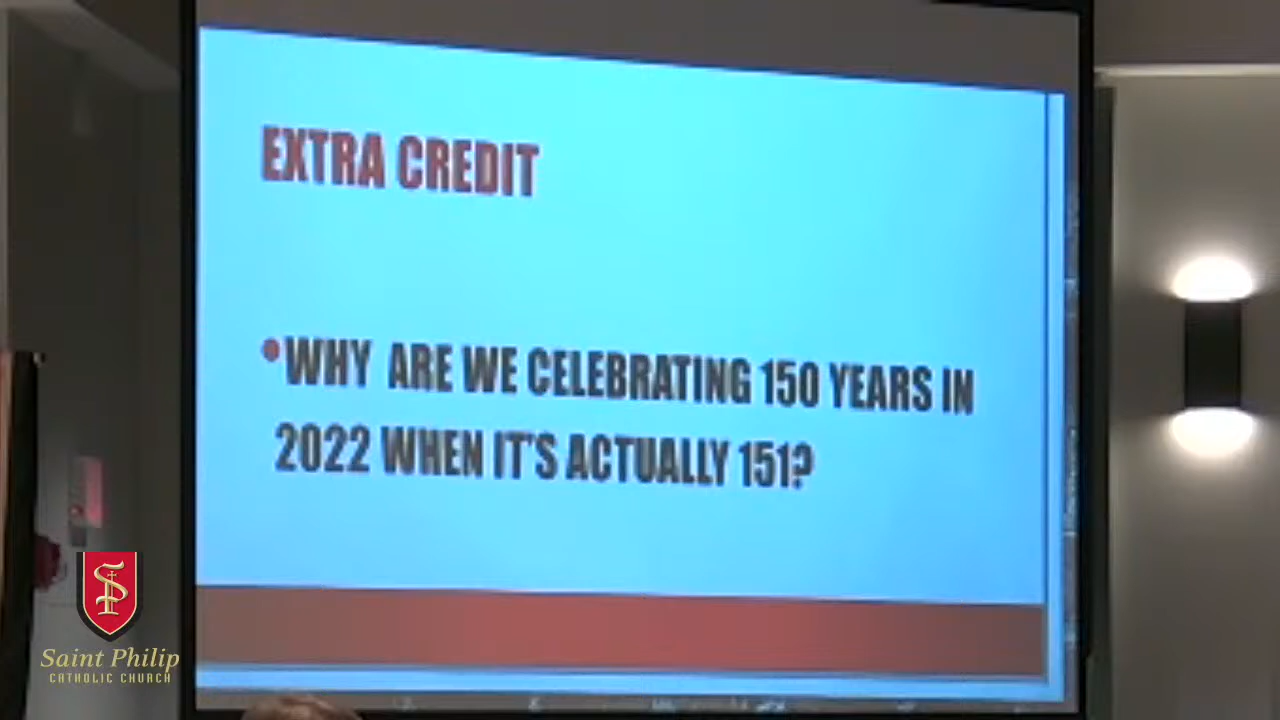 EXTRA CREDIT
•WHY ARE WE CELEBRATING 150 YEARS IN
2022 WHEN IT'S ACTUALLY 151?
Saint Philip
CATHOLIC CHURCH